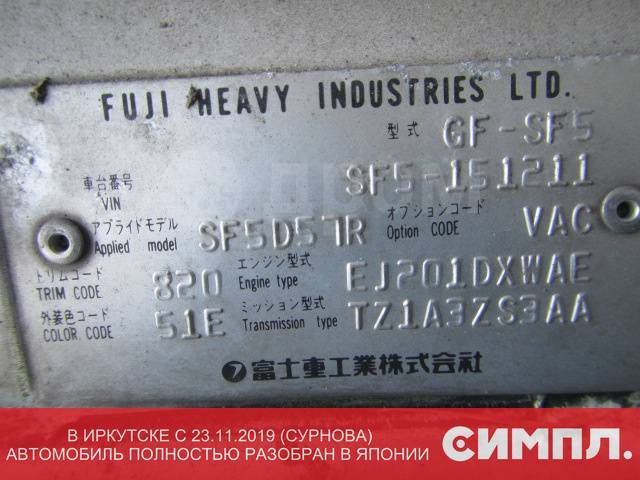 FUJI HEAVY INDUSTRIES LTD.
型式 GF-SF5
車台番号 VIN SF5-151211
アプライドモデル Applied model SF5D57R オプションコード Option CODE VAC
トリムコード TRIM CODE 820 エンジン型式 Engine type EJ201DXWAE
外装色コード COLOR CODE 51E ミッション型式 Transmission type TZ1A3ZS3AA
富士重工業株式会社
В ИРКУТСКЕ С 23.11.2019 (СУРНОВА)
АВТОМОБИЛЬ ПОЛНОСТЬЮ РАЗОБРАН В ЯПОНИИ
СИМПЛ.